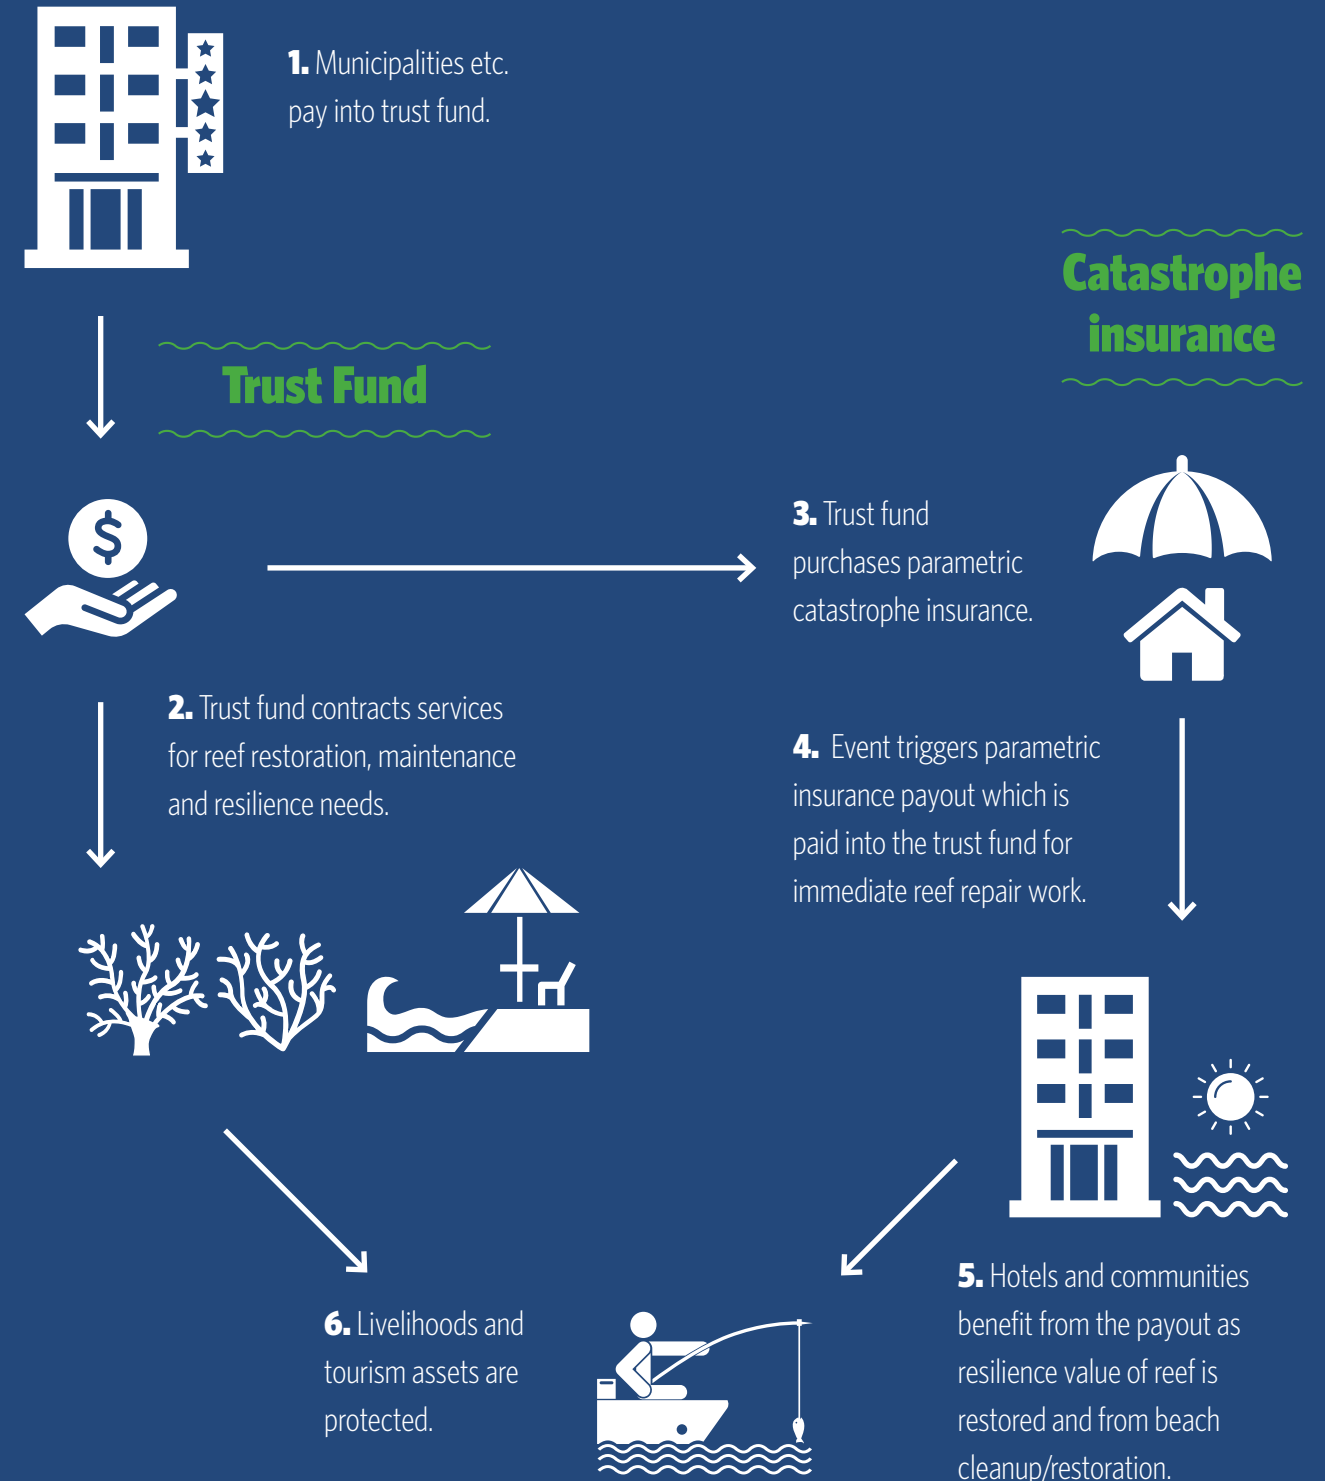 1. Municipalities etc.
pay into trust fund.
Catastrophe
insurance
Trust Fund
$
3. Trust fund
purchases parametric
catastrophe insurance.
2. Trust fund contracts services
for reef restoration, maintenance
and resilience needs.
4. Event triggers parametric
insurance payout which is
paid into the trust fund for
immediate reef repair work.
5. Hotels and communities
benefit from the payout as
resilience value of reef is
restored and from beach
cleanup/restoration.
6. Livelihoods and
tourism assets are
protected.